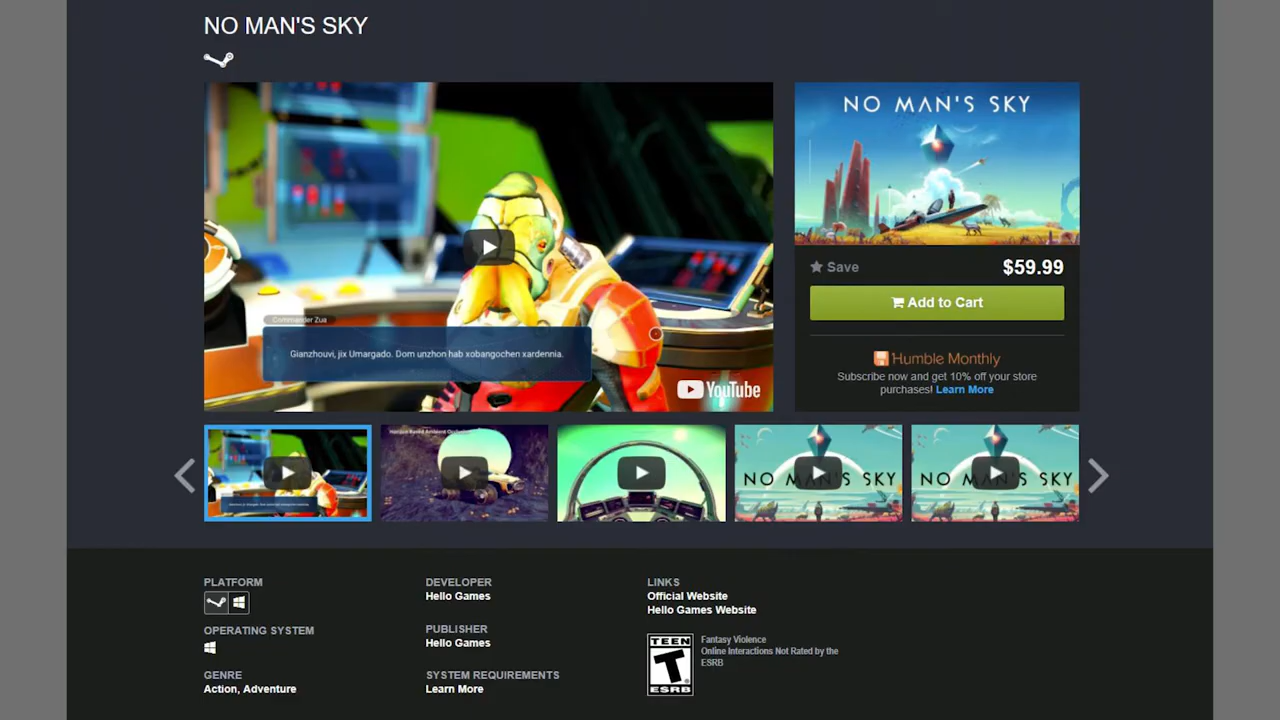 NO MAN'S SKY
NO MAN'S SKY
Save
$59.99
Add to Cart
Humble Monthly
Subscribe now and get 10% off your store
purchases! Learn More
Commander Zua
Gianzhouvi, jix Umargado. Dom unzhon hab xobangochen xardennia.
YouTube
NO MAN'S SKY
NO MAN'S SKY
PLATFORM
OPERATING SYSTEM
GENRE
Action, Adventure
DEVELOPER
Hello Games
PUBLISHER
Hello Games
SYSTEM REQUIREMENTS
Learn More
LINKS
Official Website
Hello Games Website
TEEN
T
ESRB
Fantasy Violence
Online Interactions Not Rated by the
ESRB